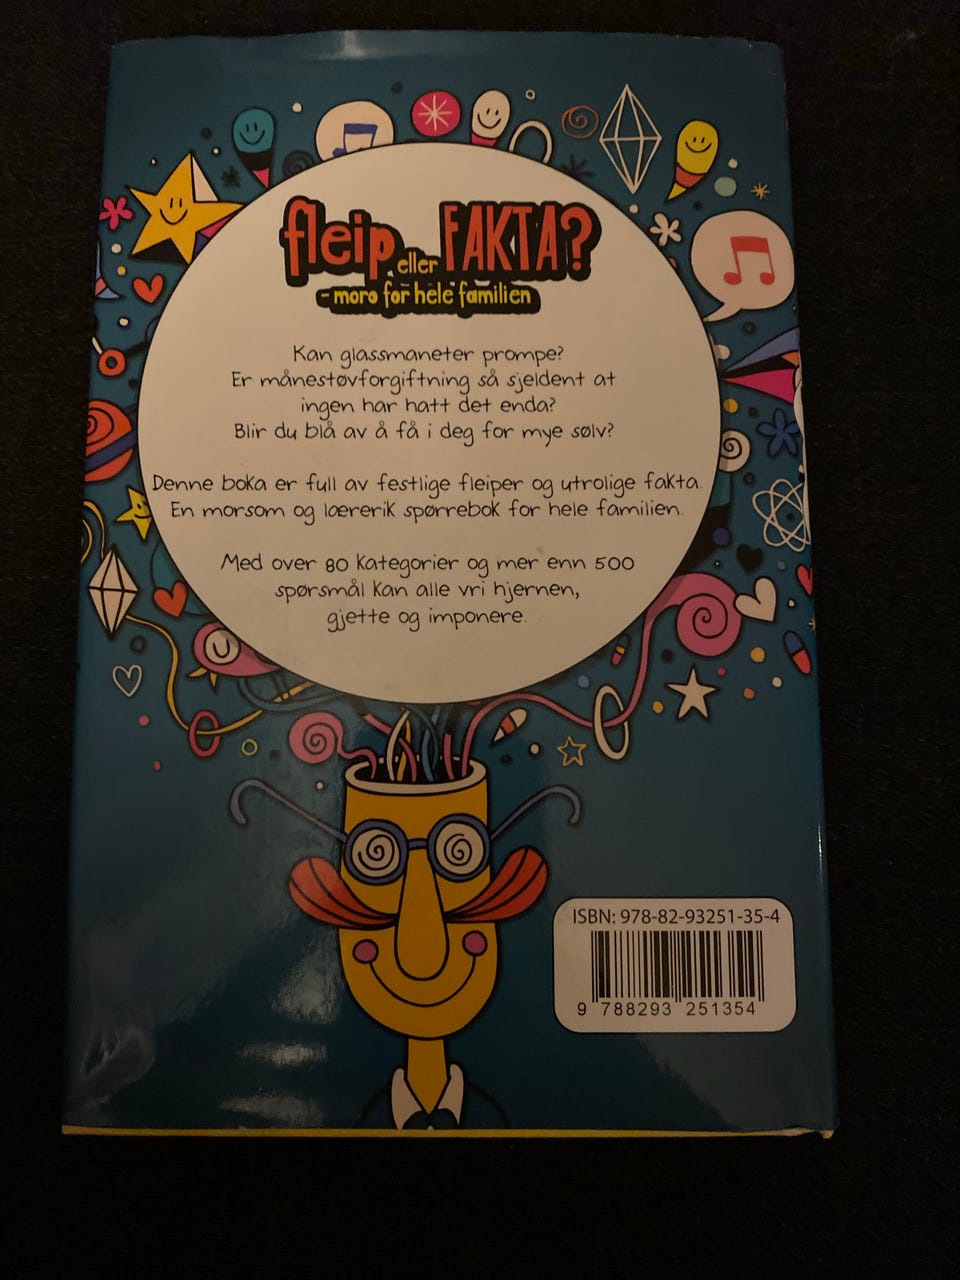 fleip eller FAKTA?
- moro for hele familien
Kan glassmaneter prompe?
Er månestøvforgiftning så sjeldent at
ingen har hatt det enda?
Blir du blå av å få i deg for mye sølv?
Denne boka er full av festlige fleiper og utrolige fakta.
En morsom og lærerik spørrebok for hele familien.
Med over 80 kategorier og mer enn 500
spørsmål kan alle vri hjernen,
gjette og imponere.
ISBN: 978-82-93251-35-4
9 788293 251354